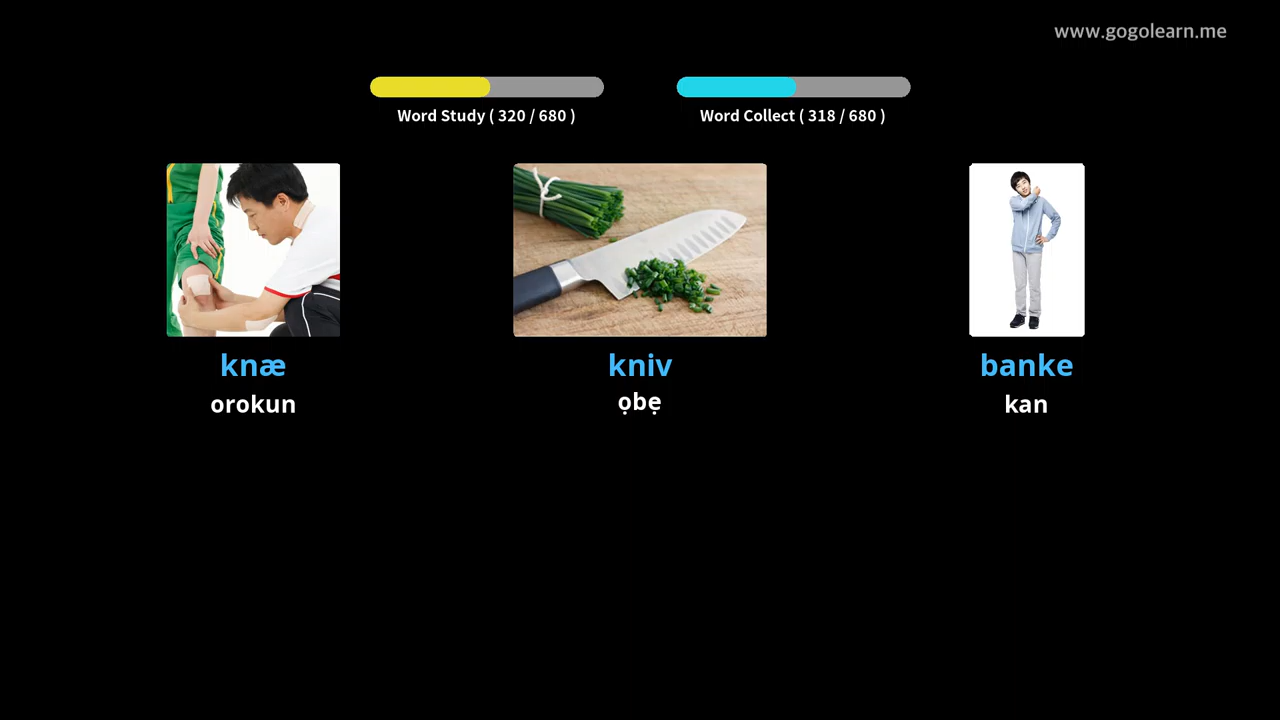 www.gogolearn.me
Word Study ( 320 / 680 )
Word Collect ( 318 / 680 )
knæ
orokun
kniv
ọbẹ
banke
kan